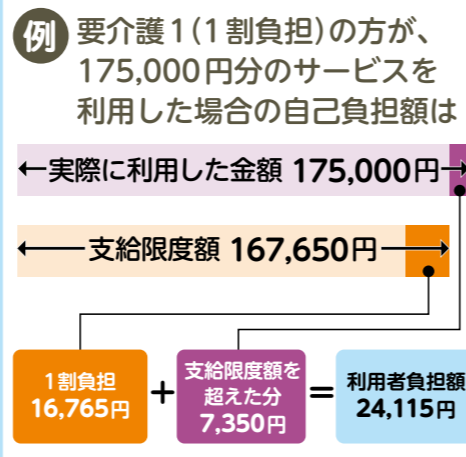 例 要介護1(1割負担)の方が、
175,000円分のサービスを
利用した場合の自己負担額は
実際に利用した金額 175,000円
支給限度額 167,650円
1割負担
16,765円
+
支給限度額を
超えた分
7,350円
=
利用者負担額
24,115円